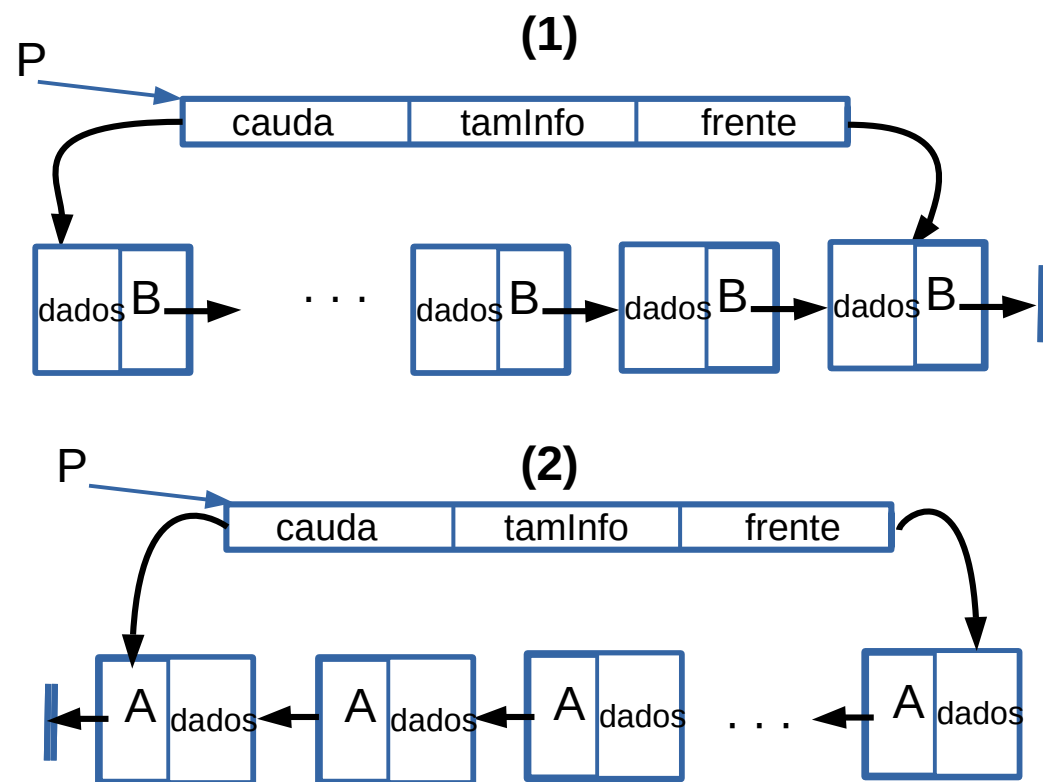 (1)
P
cauda tamInfo frente
dados B . . . dados B dados B dados B
(2)
P
cauda tamInfo frente
A dados A dados A dados . . . A dados